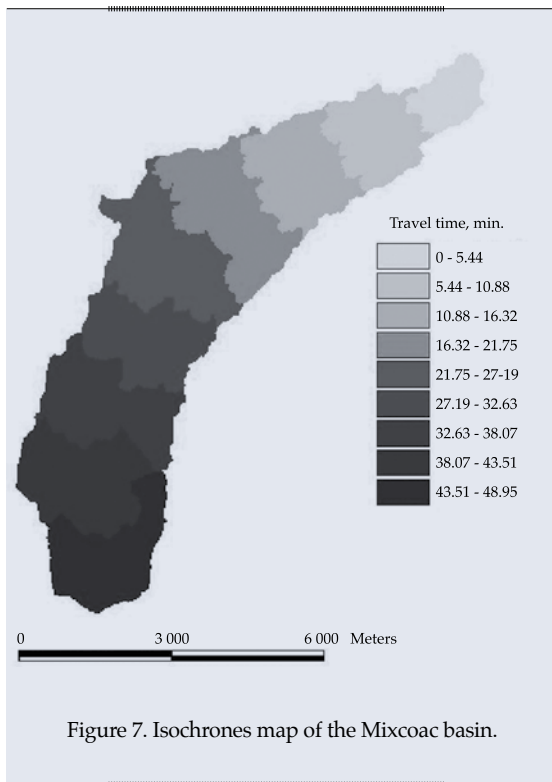 Travel time, min.
0 - 5.44
5.44 - 10.88
10.88 - 16.32
16.32 - 21.75
21.75 - 27-19
27.19 - 32.63
32.63 - 38.07
38.07 - 43.51
43.51 - 48.95
0 3 000 6 000 Meters
Figure 7. Isochrones map of the Mixcoac basin.